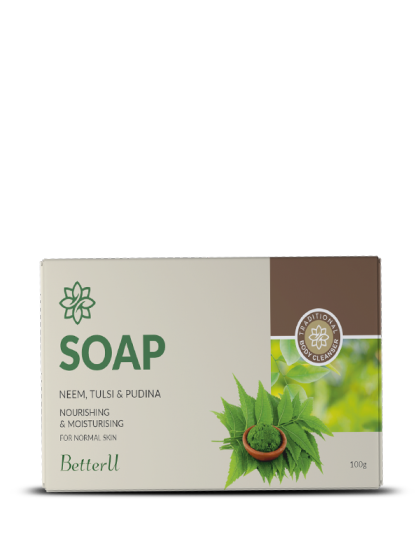 SOAP
NEEM, TULSI & PUDINA
NOURISHING
& MOISTURISING
FOR NORMAL SKIN
BetterU
TRADITIONAL
BODY CLEANSER
100g